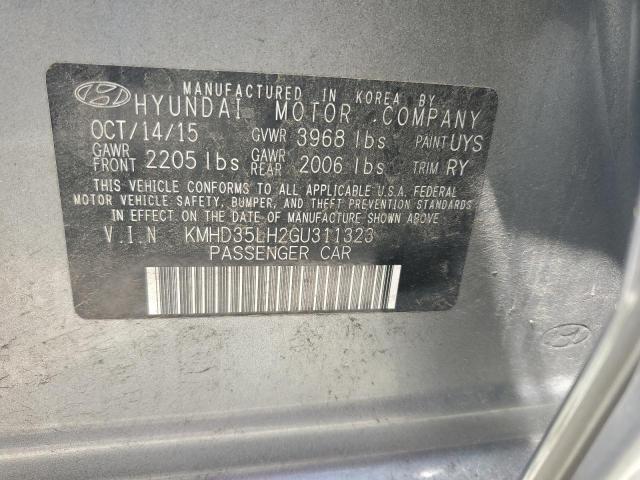 MANUFACTURED IN KOREA BY
HYUNDAI MOTOR COMPANY
OCT/14/15 GVWR 3968 lbs PAINT UYS
GAWR FRONT 2205 lbs GAWR REAR 2006 lbs TRIM RY
THIS VEHICLE CONFORMS TO ALL APPLICABLE U.S.A. FEDERAL
MOTOR VEHICLE SAFETY, BUMPER, AND THEFT PREVENTION STANDARDS
IN EFFECT ON THE DATE OF MANUFACTURE SHOWN ABOVE.
V.I.N KMHD35LH2GU311323
PASSENGER CAR